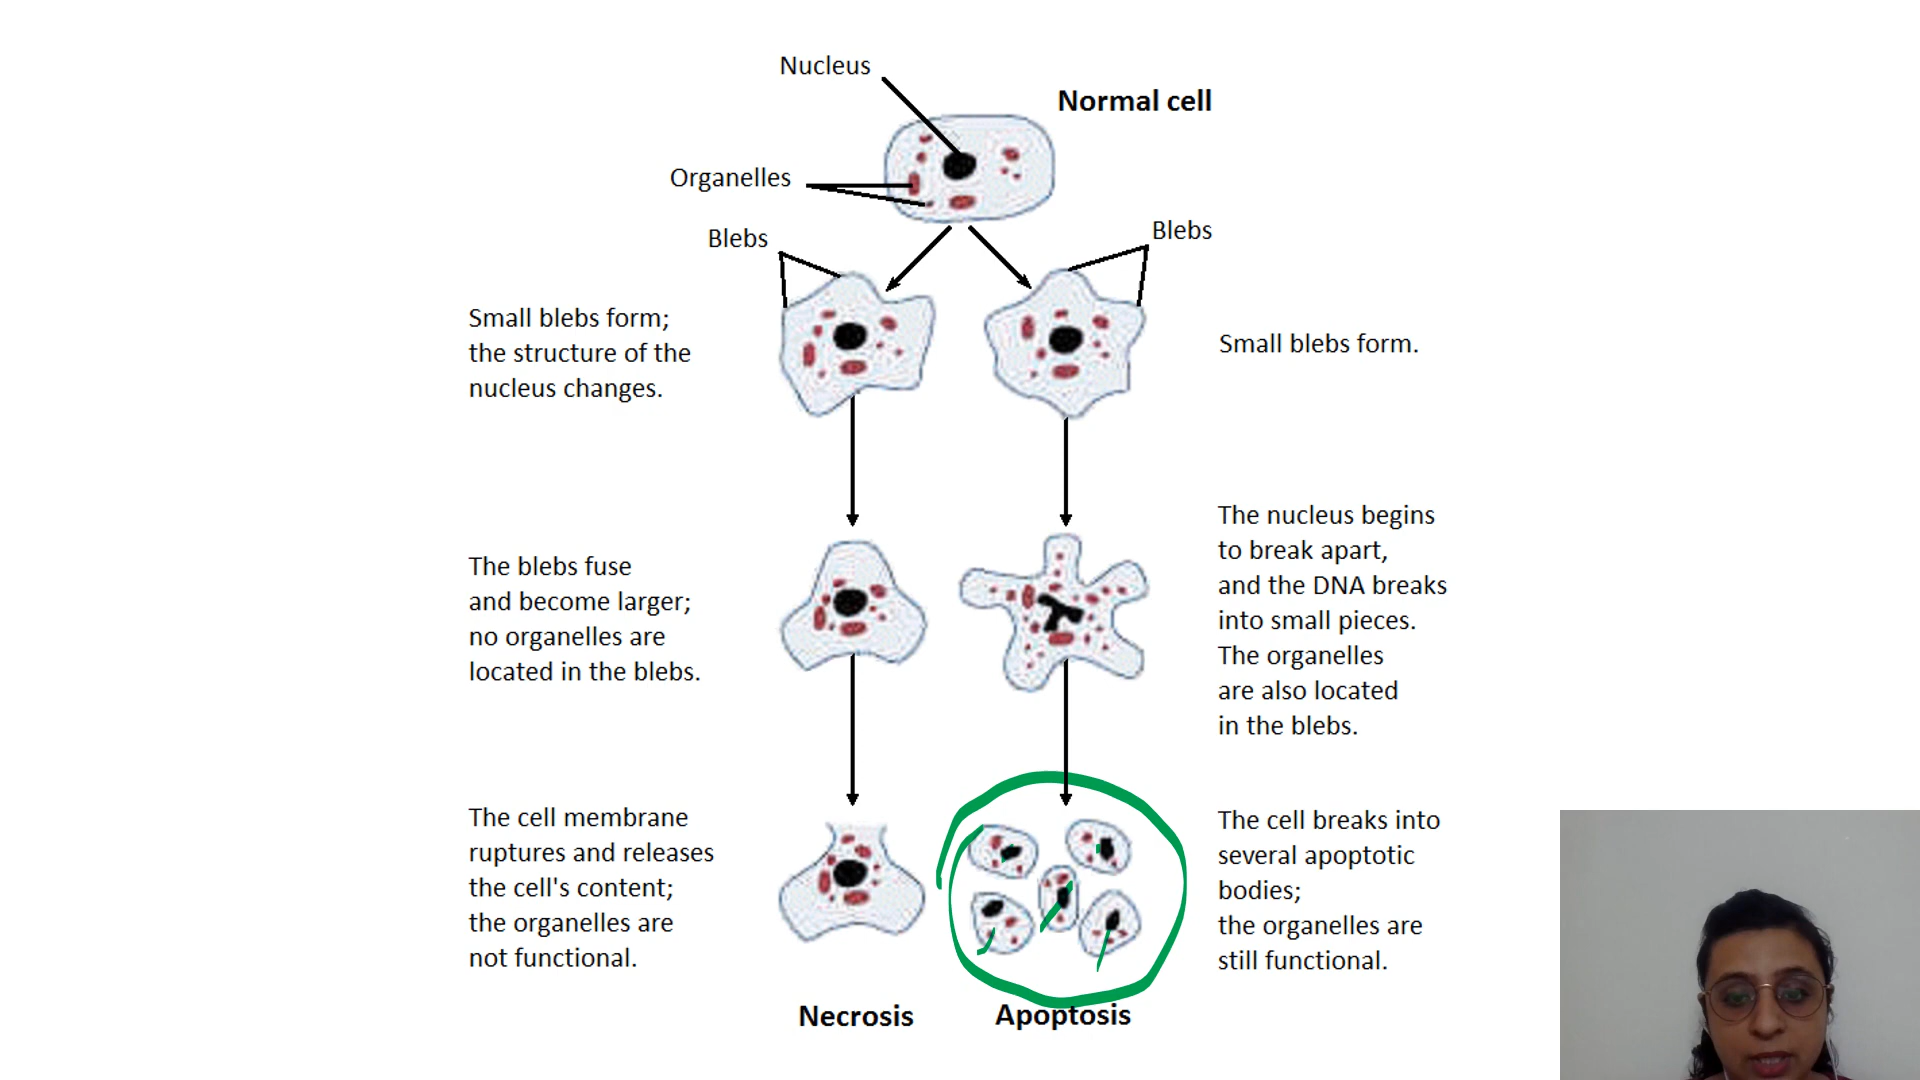 Nucleus
Normal cell
Organelles
Blebs
Blebs
Small blebs form;
the structure of the
nucleus changes.
Small blebs form.
The blebs fuse
and become larger;
no organelles are
located in the blebs.
The nucleus begins
to break apart,
and the DNA breaks
into small pieces.
The organelles
are also located
in the blebs.
The cell membrane
ruptures and releases
the cell's content;
the organelles are
not functional.
The cell breaks into
several apoptotic
bodies;
the organelles are
still functional.
Necrosis
Apoptosis